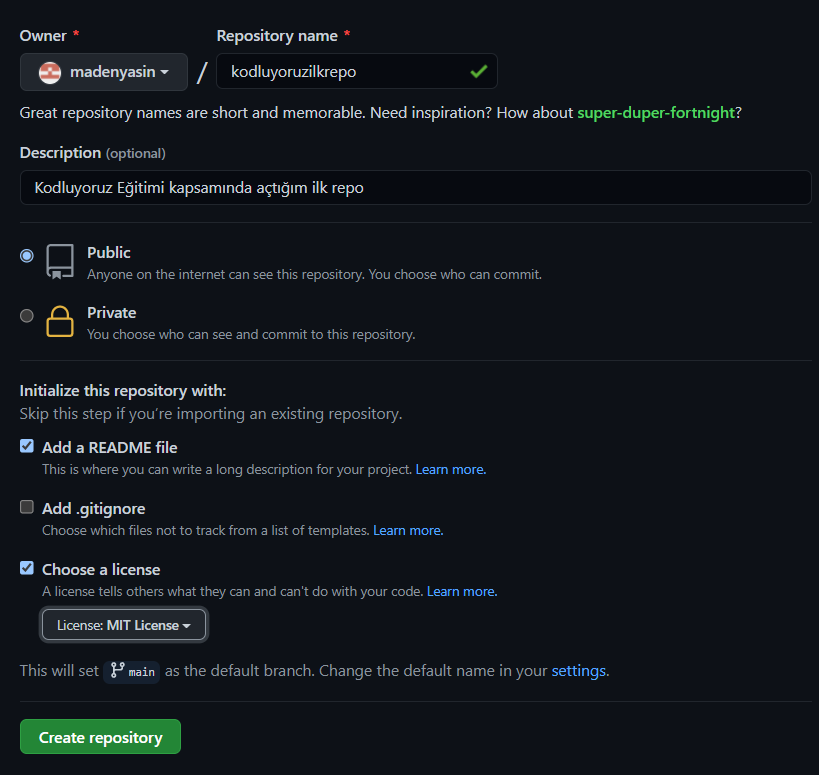 Owner * Repository name *
madenyasin / kodluyoruzilkrepo
Great repository names are short and memorable. Need inspiration? How about super-duper-fortnight?
Description (optional)
Kodluyoruz Eğitimi kapsamında açtığım ilk repo
Public
Anyone on the internet can see this repository. You choose who can commit.
Private
You choose who can see and commit to this repository.
Initialize this repository with:
Skip this step if you're importing an existing repository.
Add a README file
This is where you can write a long description for your project. Learn more.
Add .gitignore
Choose which files not to track from a list of templates. Learn more.
Choose a license
A license tells others what they can and can't do with your code. Learn more.
License: MIT License
This will set main as the default branch. Change the default name in your settings.
Create repository